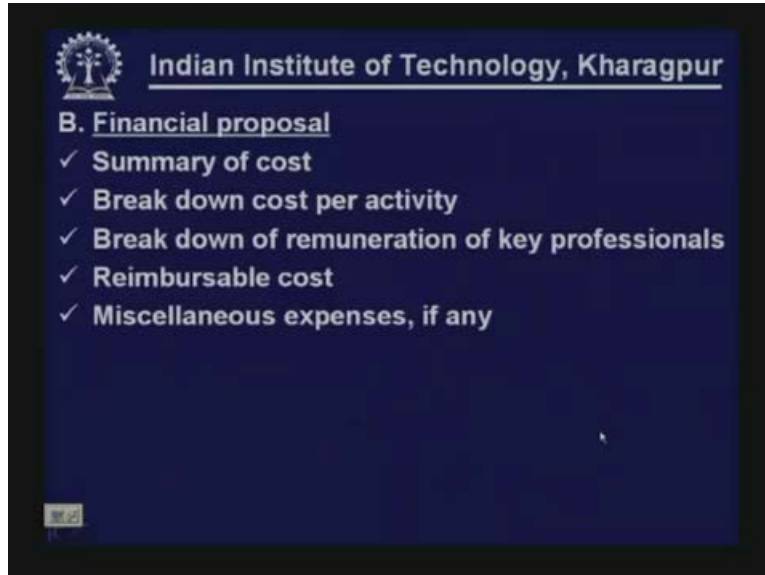 Indian Institute of Technology, Kharagpur
B. Financial proposal
✓ Summary of cost
✓ Break down cost per activity
✓ Break down of remuneration of key professionals
✓ Reimbursable cost
✓ Miscellaneous expenses, if any